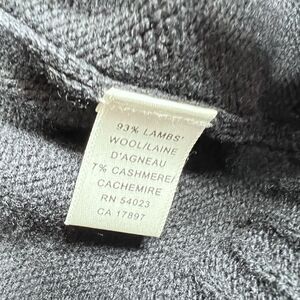 93% LAMBS'
WOOL/LAINE
D'AGNEAU
7% CASHMERE/
CACHEMIRE
RN 54023
CA 17897